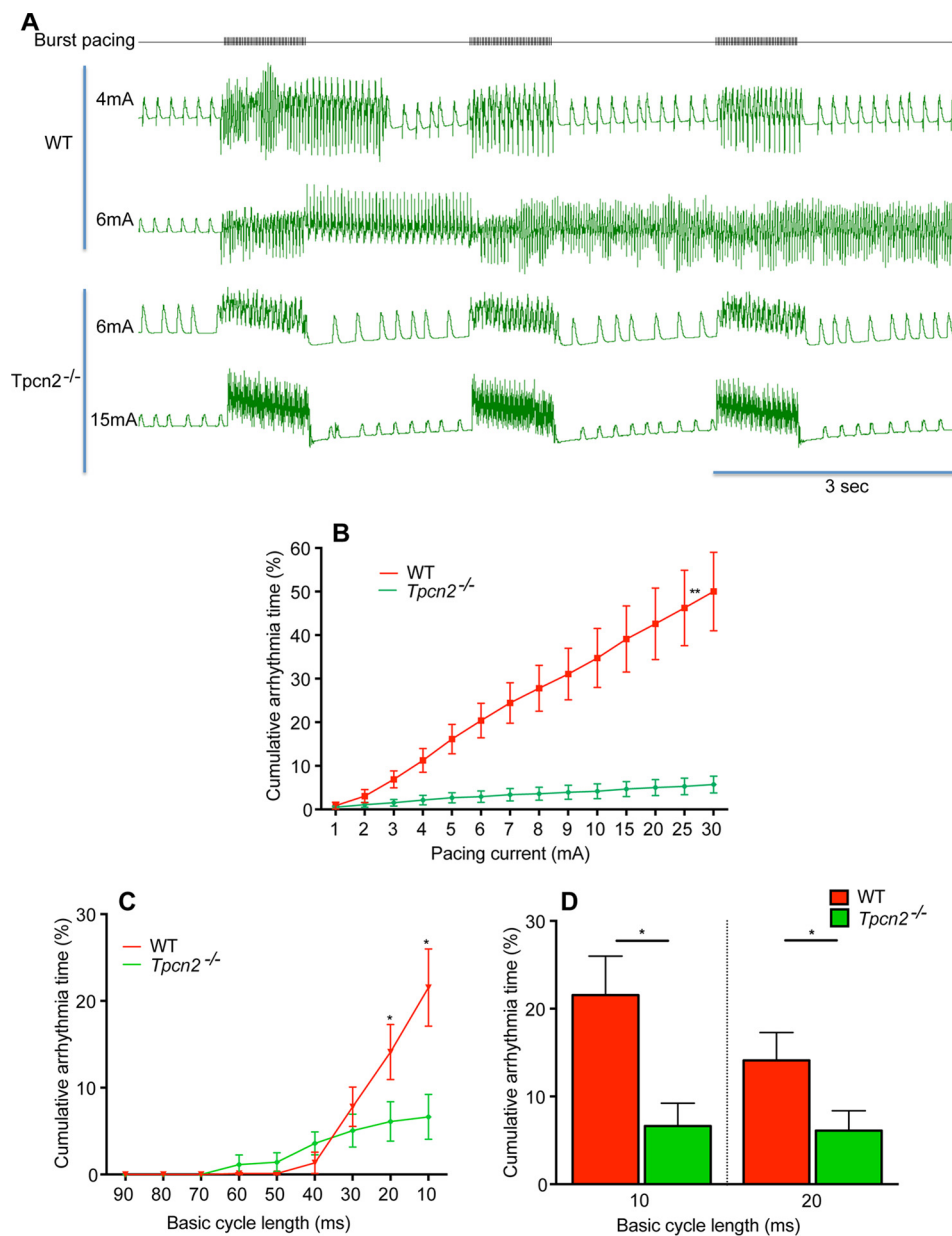 A
Burst pacing
4mA
WT
6mA
6mA
Tpcn2-/-
15mA
3 sec
B
Cumulative arrhythmia time (%)
60
50
40
30
20
10
0
WT
Tpcn2-/-
**
1 2 3 4 5 6 7 8 9 10 15 20 25 30
Pacing current (mA)
C
Cumulative arrhythmia time (%)
30
20
10
0
WT
Tpcn2-/-
*
*
90 80 70 60 50 40 30 20 10
Basic cycle length (ms)
D
WT
Tpcn2-/-
Cumulative arrhythmia time (%)
30
20
10
0
*
*
10 20
Basic cycle length (ms)